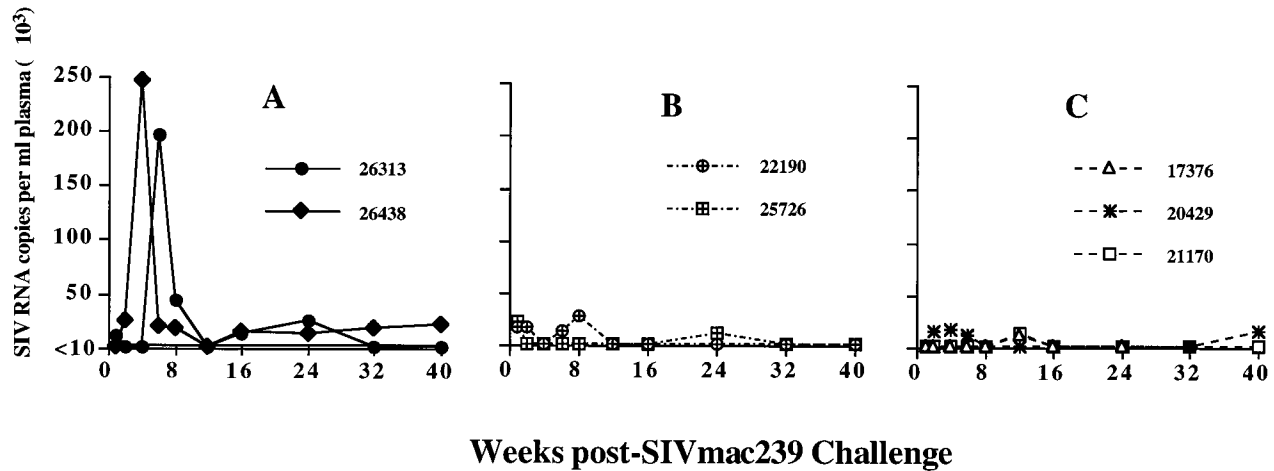 SIV RNA copies per ml plasma ( 10³)
250
200
150
100
50
<10
0 8 16 24 32 40
A
26313
26438
B
22190
25726
0 8 16 24 32 40
C
17376
20429
21170
0 8 16 24 32 40
Weeks post-SIVmac239 Challenge